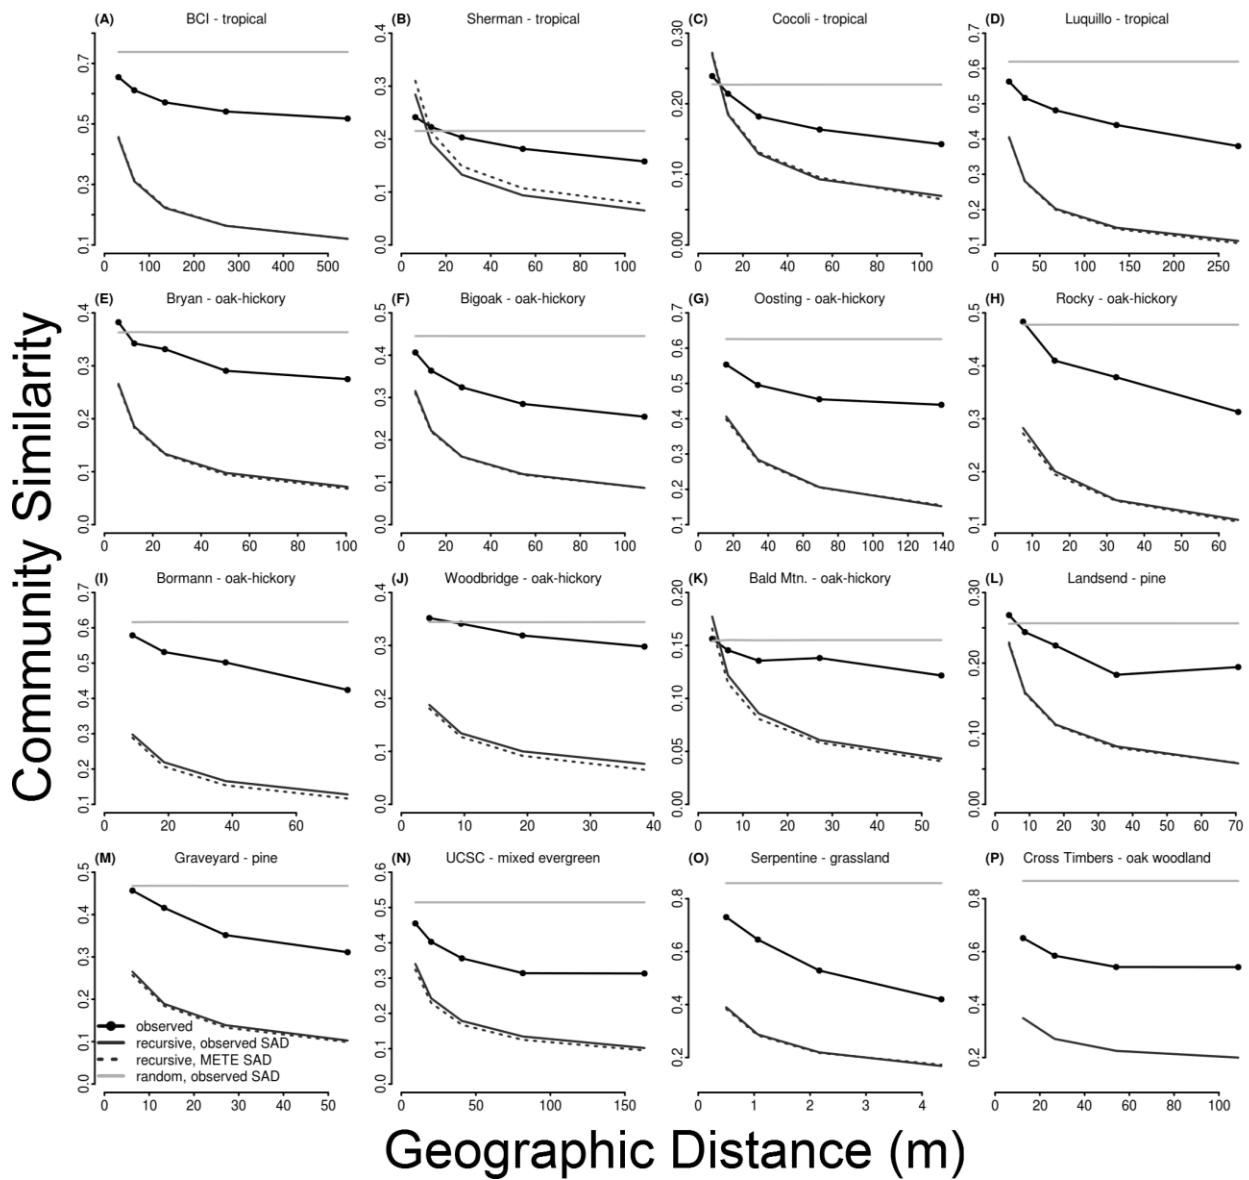 (A) BCI - tropical
0.1 0.3 0.5 0.7
0 100 200 300 400 500
(B) Sherman - tropical
0.0 0.1 0.2 0.3 0.4
0 20 40 60 80 100
(C) Cocoli - tropical
0.00 0.10 0.20 0.30
0 20 40 60 80 100
(D) Luquillo - tropical
0.1 0.2 0.3 0.4 0.5 0.6 0.7
0 50 100 150 200 250
(E) Bryan - oak-hickory
0.0 0.1 0.2 0.3 0.4
0 20 40 60 80 100
(F) Bigoak - oak-hickory
0.0 0.1 0.2 0.3 0.4 0.5
0 20 40 60 80 100
(G) Oosting - oak-hickory
0.1 0.2 0.3 0.4 0.5 0.6 0.7
0 20 40 60 80 100 120 140
(H) Rocky - oak-hickory
0.1 0.2 0.3 0.4 0.5
0 10 20 30 40 50 60
(I) Bormann - oak-hickory
0.1 0.2 0.3 0.4 0.5 0.6 0.7
0 20 40 60
(J) Woodbridge - oak-hickory
0.0 0.1 0.2 0.3 0.4
0 10 20 30 40
(K) Bald Mtn. - oak-hickory
0.00 0.05 0.10 0.15 0.20
0 10 20 30 40 50
(L) Landsend - pine
0.00 0.10 0.20 0.30
0 10 20 30 40 50 60 70
(M) Graveyard - pine
0.0 0.1 0.2 0.3 0.4 0.5
0 10 20 30 40 50
observed
recursive, observed SAD
recursive, METE SAD
random, observed SAD
(N) UCSC - mixed evergreen
0.0 0.1 0.2 0.3 0.4 0.5 0.6
0 50 100 150
(O) Serpentine - grassland
0.2 0.4 0.6 0.8
0 1 2 3 4
(P) Cross Timbers - oak woodland
0.2 0.4 0.6 0.8
0 20 40 60 80 100
Community Similarity
Geographic Distance (m)